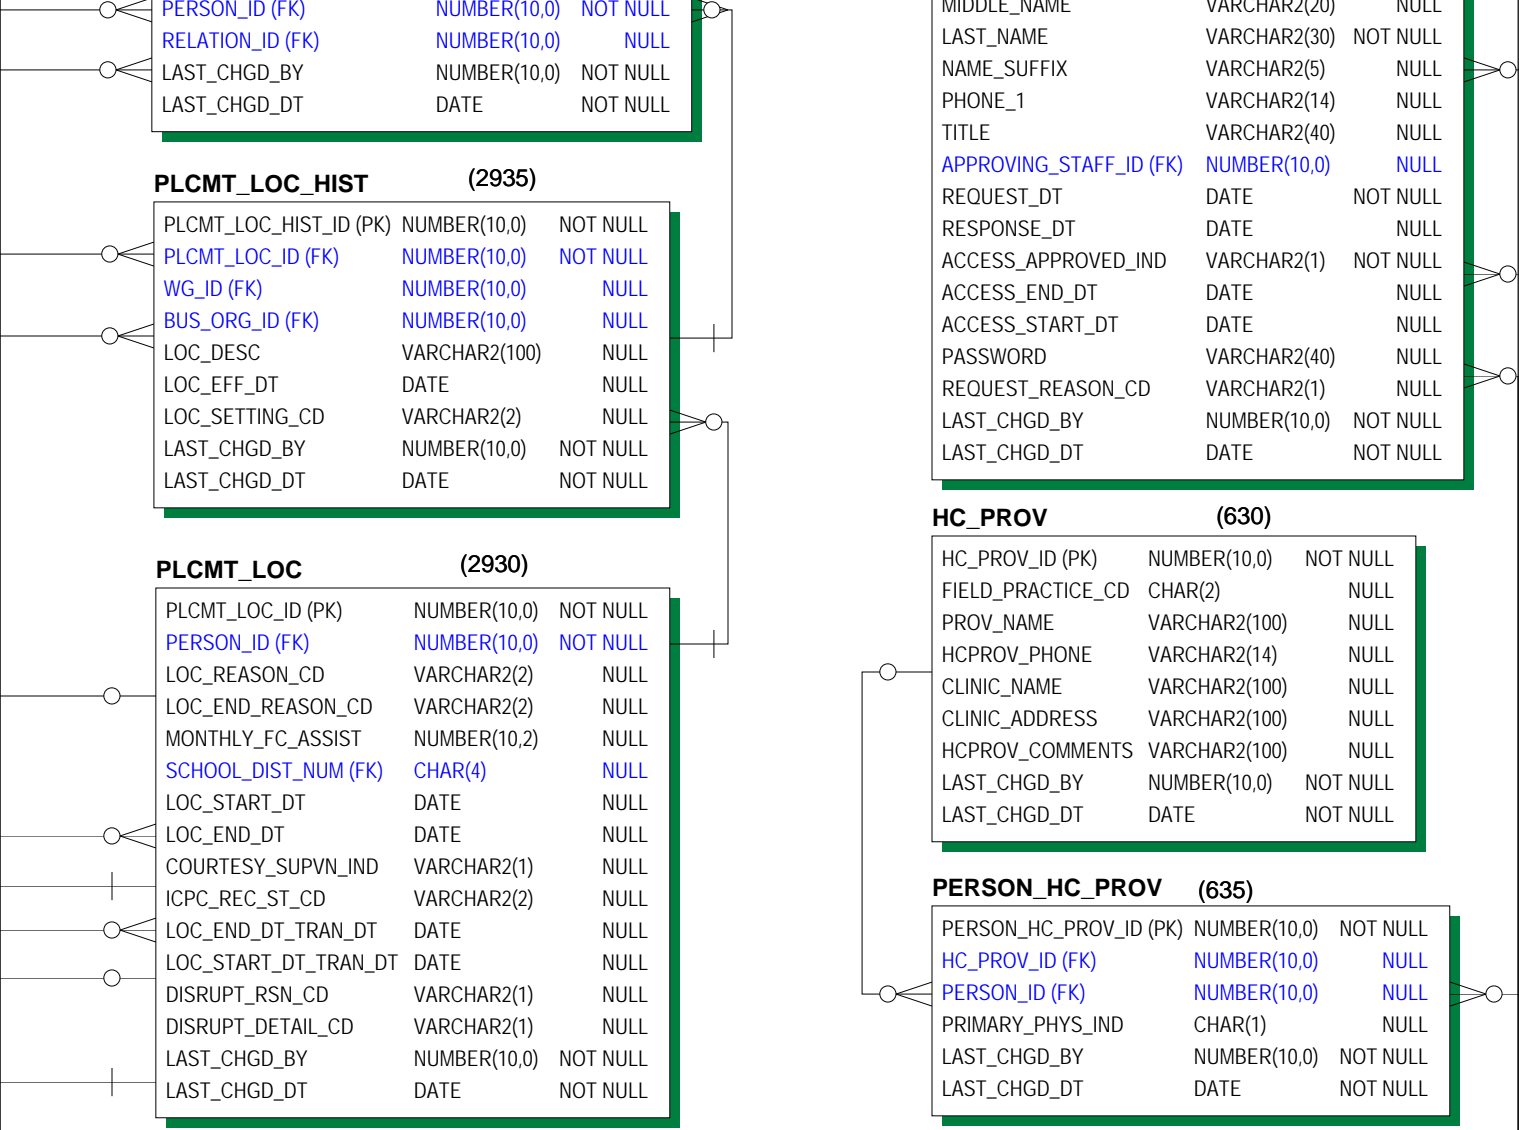 PERSON_ID (FK) NUMBER(10,0) NOT NULL
RELATION_ID (FK) NUMBER(10,0) NULL
LAST_CHGD_BY NUMBER(10,0) NOT NULL
LAST_CHGD_DT DATE NOT NULL
PLCMT_LOC_HIST (2935)
PLCMT_LOC_HIST_ID (PK) NUMBER(10,0) NOT NULL
PLCMT_LOC_ID (FK) NUMBER(10,0) NOT NULL
WG_ID (FK) NUMBER(10,0) NULL
BUS_ORG_ID (FK) NUMBER(10,0) NULL
LOC_DESC VARCHAR2(100) NULL
LOC_EFF_DT DATE NULL
LOC_SETTING_CD VARCHAR2(2) NULL
LAST_CHGD_BY NUMBER(10,0) NOT NULL
LAST_CHGD_DT DATE NOT NULL
PLCMT_LOC (2930)
PLCMT_LOC_ID (PK) NUMBER(10,0) NOT NULL
PERSON_ID (FK) NUMBER(10,0) NOT NULL
LOC_REASON_CD VARCHAR2(2) NULL
LOC_END_REASON_CD VARCHAR2(2) NULL
MONTHLY_FC_ASSIST NUMBER(10,2) NULL
SCHOOL_DIST_NUM (FK) CHAR(4) NULL
LOC_START_DT DATE NULL
LOC_END_DT DATE NULL
COURTESY_SUPVN_IND VARCHAR2(1) NULL
ICPC_REC_ST_CD VARCHAR2(2) NULL
LOC_END_DT_TRAN_DT DATE NULL
LOC_START_DT_TRAN_DT DATE NULL
DISRUPT_RSN_CD VARCHAR2(1) NULL
DISRUPT_DETAIL_CD VARCHAR2(1) NULL
LAST_CHGD_BY NUMBER(10,0) NOT NULL
LAST_CHGD_DT DATE NOT NULL
MIDDLE_NAME VARCHAR2(20) NULL
LAST_NAME VARCHAR2(30) NOT NULL
NAME_SUFFIX VARCHAR2(5) NULL
PHONE_1 VARCHAR2(14) NULL
TITLE VARCHAR2(40) NULL
APPROVING_STAFF_ID (FK) NUMBER(10,0) NULL
REQUEST_DT DATE NOT NULL
RESPONSE_DT DATE NULL
ACCESS_APPROVED_IND VARCHAR2(1) NOT NULL
ACCESS_END_DT DATE NULL
ACCESS_START_DT DATE NULL
PASSWORD VARCHAR2(40) NULL
REQUEST_REASON_CD VARCHAR2(1) NULL
LAST_CHGD_BY NUMBER(10,0) NOT NULL
LAST_CHGD_DT DATE NOT NULL
HC_PROV (630)
HC_PROV_ID (PK) NUMBER(10,0) NOT NULL
FIELD_PRACTICE_CD CHAR(2) NULL
PROV_NAME VARCHAR2(100) NULL
HCPROV_PHONE VARCHAR2(14) NULL
CLINIC_NAME VARCHAR2(100) NULL
CLINIC_ADDRESS VARCHAR2(100) NULL
HCPROV_COMMENTS VARCHAR2(100) NULL
LAST_CHGD_BY NUMBER(10,0) NOT NULL
LAST_CHGD_DT DATE NOT NULL
PERSON_HC_PROV (635)
PERSON_HC_PROV_ID (PK) NUMBER(10,0) NOT NULL
HC_PROV_ID (FK) NUMBER(10,0) NULL
PERSON_ID (FK) NUMBER(10,0) NULL
PRIMARY_PHYS_IND CHAR(1) NULL
LAST_CHGD_BY NUMBER(10,0) NOT NULL
LAST_CHGD_DT DATE NOT NULL